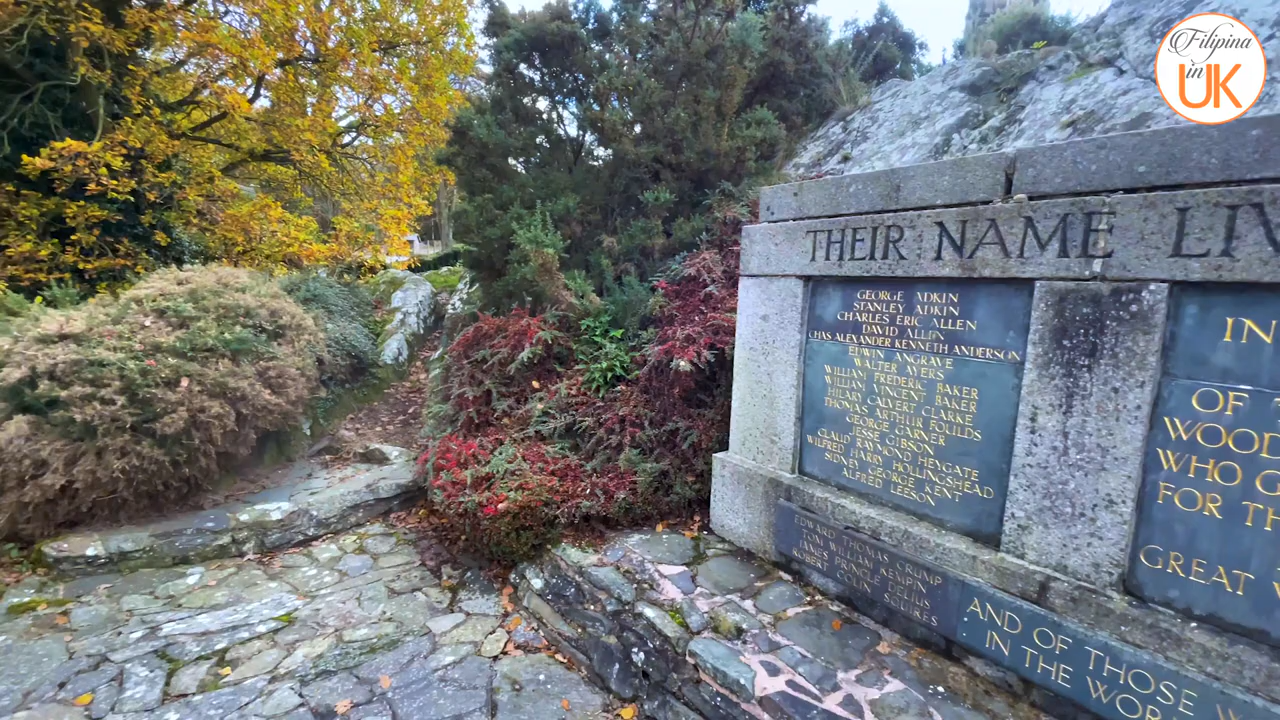 Filipina
in
UK
THEIR NAME LIV
GEORGE ADKIN
STANLEY ADKIN
CHARLES ERIC ALLEN
DAVID ALLEN
CHAS ALEXANDER KENNETH ANDERSON
EDWIN ANGRAVE
WALTER AYERS
WILLIAM FREDERIC BAKER
WILLIAM VINCENT BAKER
HILARY CALVERT CLARKE
THOMAS ARTHUR FOULDS
GEORGE GARNER
JESSE GIBSON
CLAUD RAYMOND HEYGATE
WILFRED HARRY HOLLINGSHEAD
SIDNEY GEORGE KENT
ALFRED LEESON
IN
OF T
WOOD
WHO G
FOR TH
GREAT W
EDWARD THOMAS CRUMP
TOM WILLIAM KEMPIN
JAMES PRINGLE DELIUS
ROBERT COLIN SQUIRES
AND OF THOSE W
IN THE WOR